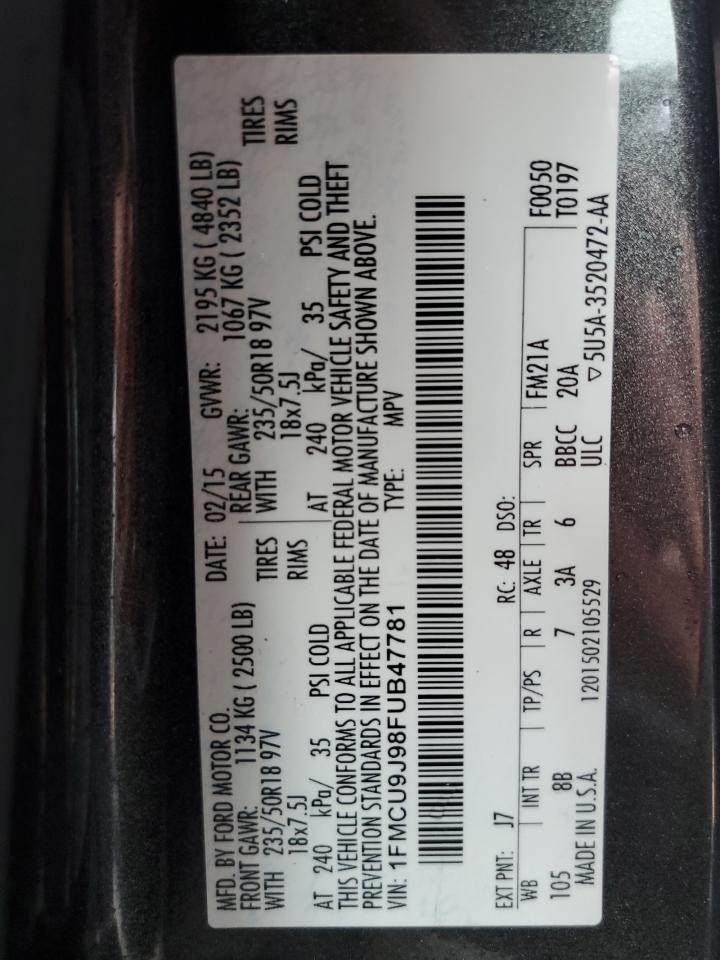 MFD. BY FORD MOTOR CO. DATE: 02/15 GVWR: 2195 KG ( 4840 LB)
FRONT GAWR: 1134 KG ( 2500 LB) REAR GAWR: 1067 KG ( 2352 LB)
WITH 235/50R18 97V TIRES WITH 235/50R18 97V TIRES
18x7.5J RIMS 18x7.5J RIMS
AT 240 kPa/ 35 PSI COLD AT 240 kPa/ 35 PSI COLD
THIS VEHICLE CONFORMS TO ALL APPLICABLE FEDERAL MOTOR VEHICLE SAFETY AND THEFT
PREVENTION STANDARDS IN EFFECT ON THE DATE OF MANUFACTURE SHOWN ABOVE.
VIN: 1FMCU9J98FUB47781 TYPE: MPV
EXT PNT: J7 RC: 48 DSO:
WB INT TR TP/PS R AXLE TR SPR FM21A F0050
105 8B 7 3A 6 BBCC 20A T0197
MADE IN U.S.A. 1201502105529 ULC ▽5U5A-3520472-AA